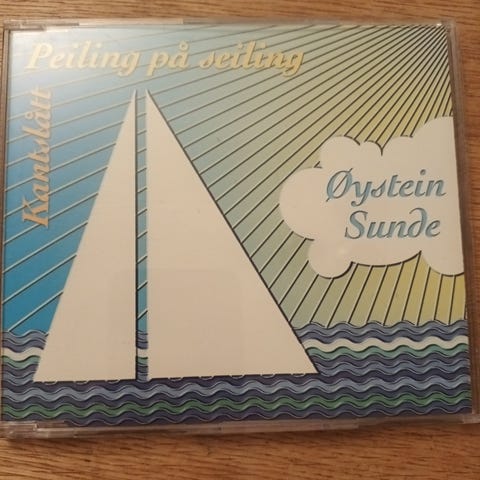 Peiling på seiling
Kantslått
Øystein
Sunde